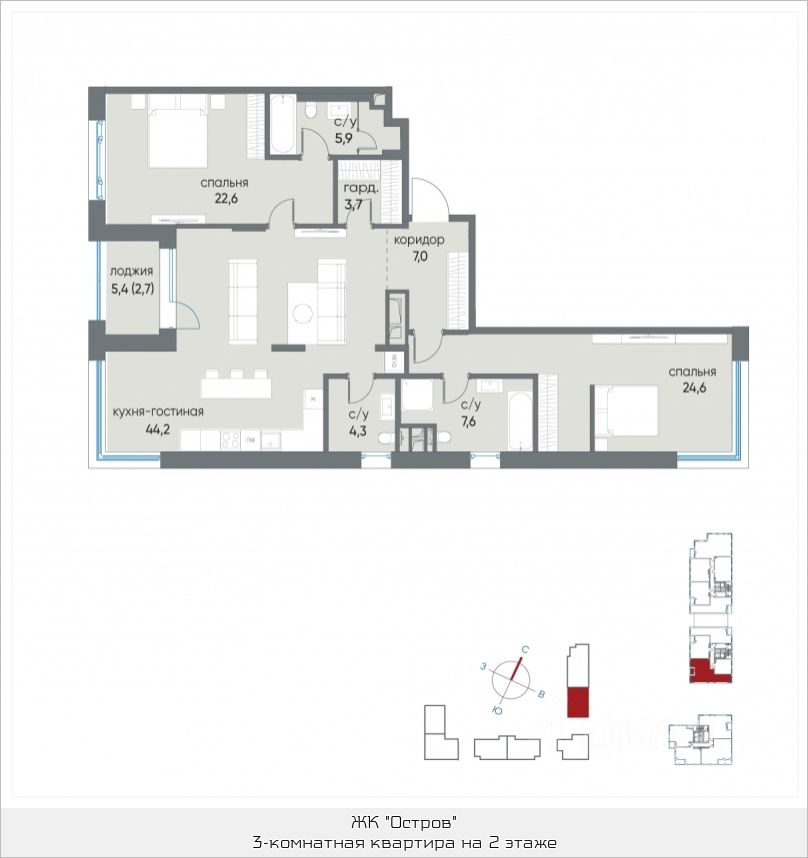 с/у
5,9
спальня
22,6
гард.
3,7
коридор
7,0
лоджия
5,4 (2,7)
спальня
24,6
кухня-гостиная
44,2
с/у
4,3
с/у
7,6
ПМ
Х
С
З
В
Ю
ЖК "Остров"
3-комнатная квартира на 2 этаже